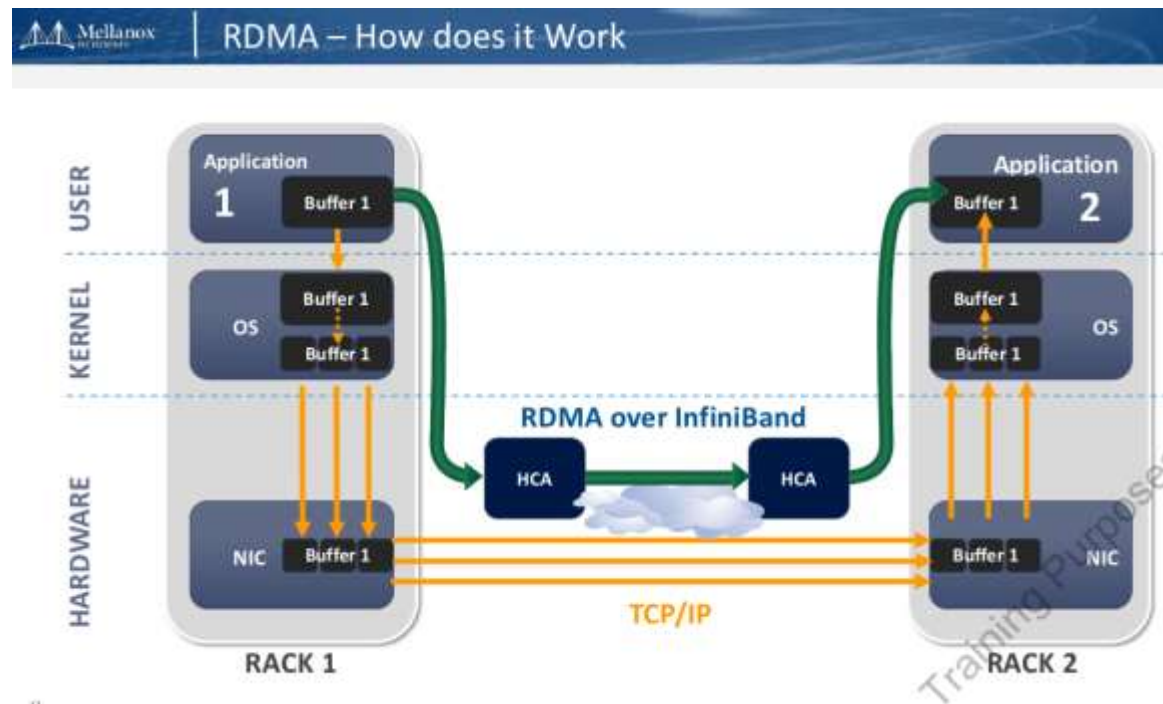 Mellanox
RDMA – How does it Work
USER
KERNEL
HARDWARE
Application
1
Buffer 1
OS
Buffer 1
Buffer 1
NIC
Buffer 1
RACK 1
RDMA over InfiniBand
HCA
HCA
TCP/IP
Application
2
Buffer 1
Buffer 1
OS
Buffer 1
Buffer 1
NIC
RACK 2
Training Purposes